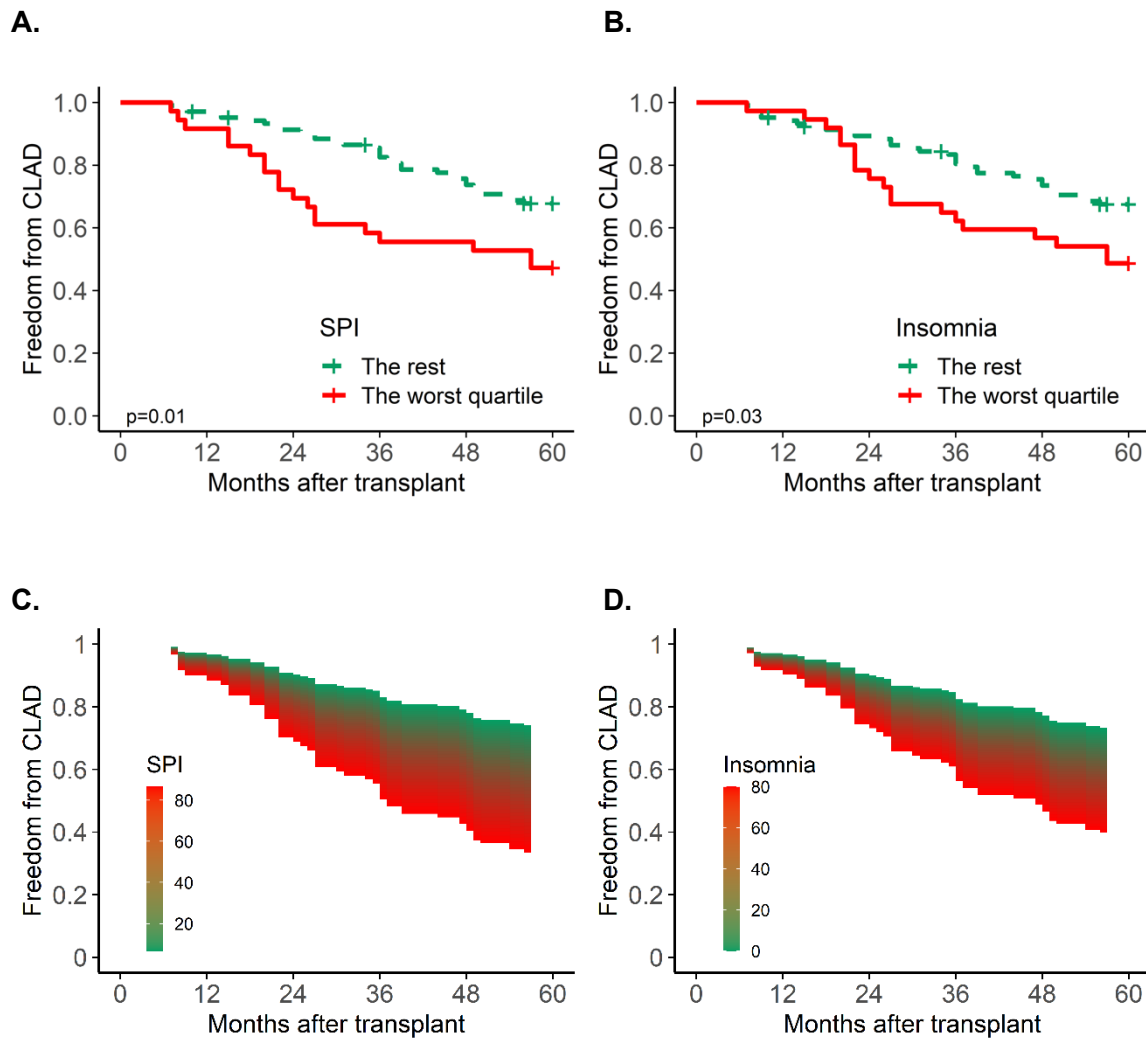 A.
Freedom from CLAD
1.0
0.8
0.6
0.4
0.2
0.0
SPI
The rest
The worst quartile
p=0.01
0 12 24 36 48 60
Months after transplant
B.
Freedom from CLAD
1.0
0.8
0.6
0.4
0.2
0.0
Insomnia
The rest
The worst quartile
p=0.03
0 12 24 36 48 60
Months after transplant
C.
Freedom from CLAD
1
0.8
0.6
0.4
0.2
0
SPI
80
60
40
20
0 12 24 36 48 60
Months after transplant
D.
Freedom from CLAD
1
0.8
0.6
0.4
0.2
0
Insomnia
80
60
40
20
0
0 12 24 36 48 60
Months after transplant